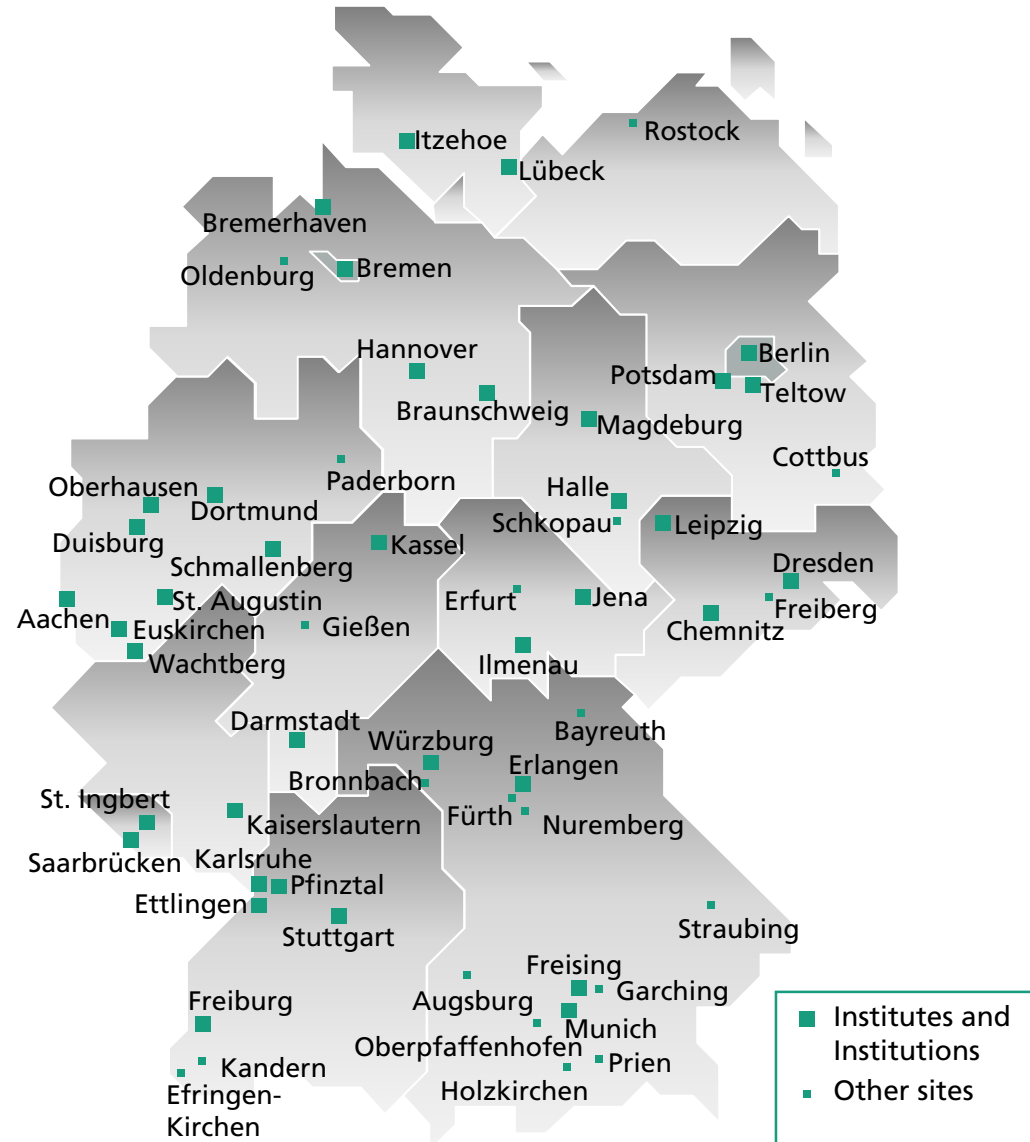 Rostock
Itzehoe
Lübeck
Bremerhaven
Oldenburg
Bremen
Hannover
Berlin
Potsdam
Teltow
Braunschweig
Magdeburg
Cottbus
Paderborn
Oberhausen
Dortmund
Halle
Schkopau
Leipzig
Duisburg
Kassel
Schmallenberg
Dresden
Aachen
St. Augustin
Erfurt
Jena
Freiberg
Euskirchen
Gießen
Chemnitz
Wachtberg
Ilmenau
Darmstadt
Bayreuth
Würzburg
Erlangen
Bronnbach
St. Ingbert
Kaiserslautern
Fürth
Nuremberg
Saarbrücken
Karlsruhe
Pfinztal
Ettlingen
Stuttgart
Straubing
Freising
Garching
Augsburg
Freiburg
Munich
Oberpfaffenhofen
Kandern
Prien
Holzkirchen
Efringen-
Kirchen
Institutes and
Institutions
Other sites